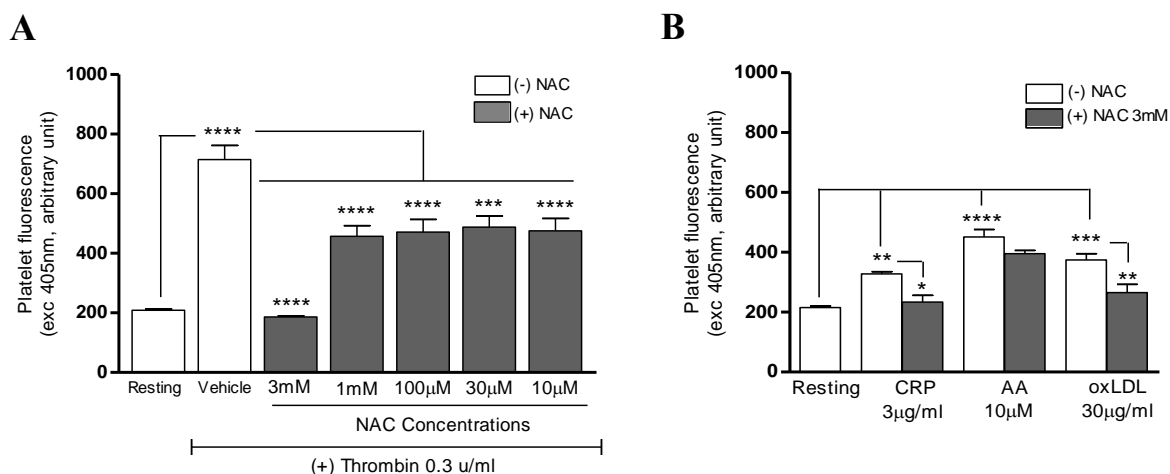 A
Platelet fluorescence
(exc 405nm, arbitrary unit)
1000
800
600
400
200
0
(-) NAC
(+) NAC
****
****
****
****
***
****
Resting
Vehicle
3mM
1mM
100µM
30µM
10µM
NAC Concentrations
(+) Thrombin 0.3 u/ml
B
Platelet fluorescence
(exc 405nm, arbitrary unit)
1000
800
600
400
200
0
(-) NAC
(+) NAC 3mM
**
*
****
***
**
Resting
CRP
3µg/ml
AA
10µM
oxLDL
30µg/ml